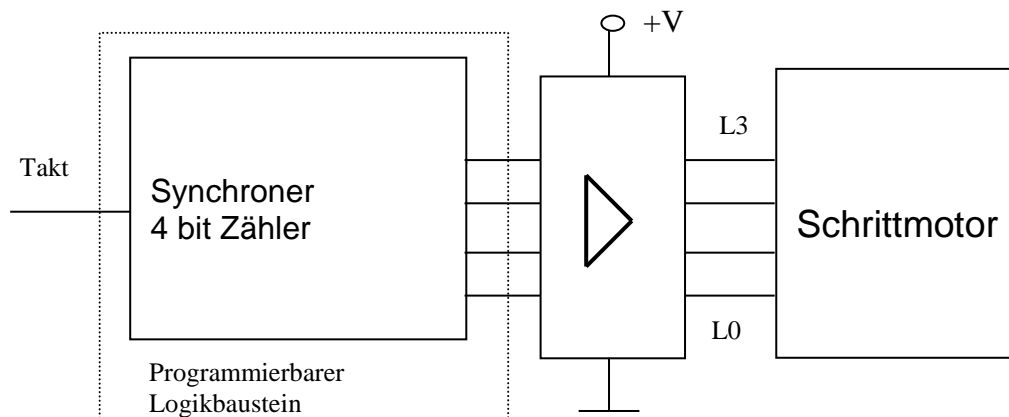 +V
L3
Takt
Synchroner
4 bit Zähler
Schrittmotor
L0
Programmierbarer
Logikbaustein